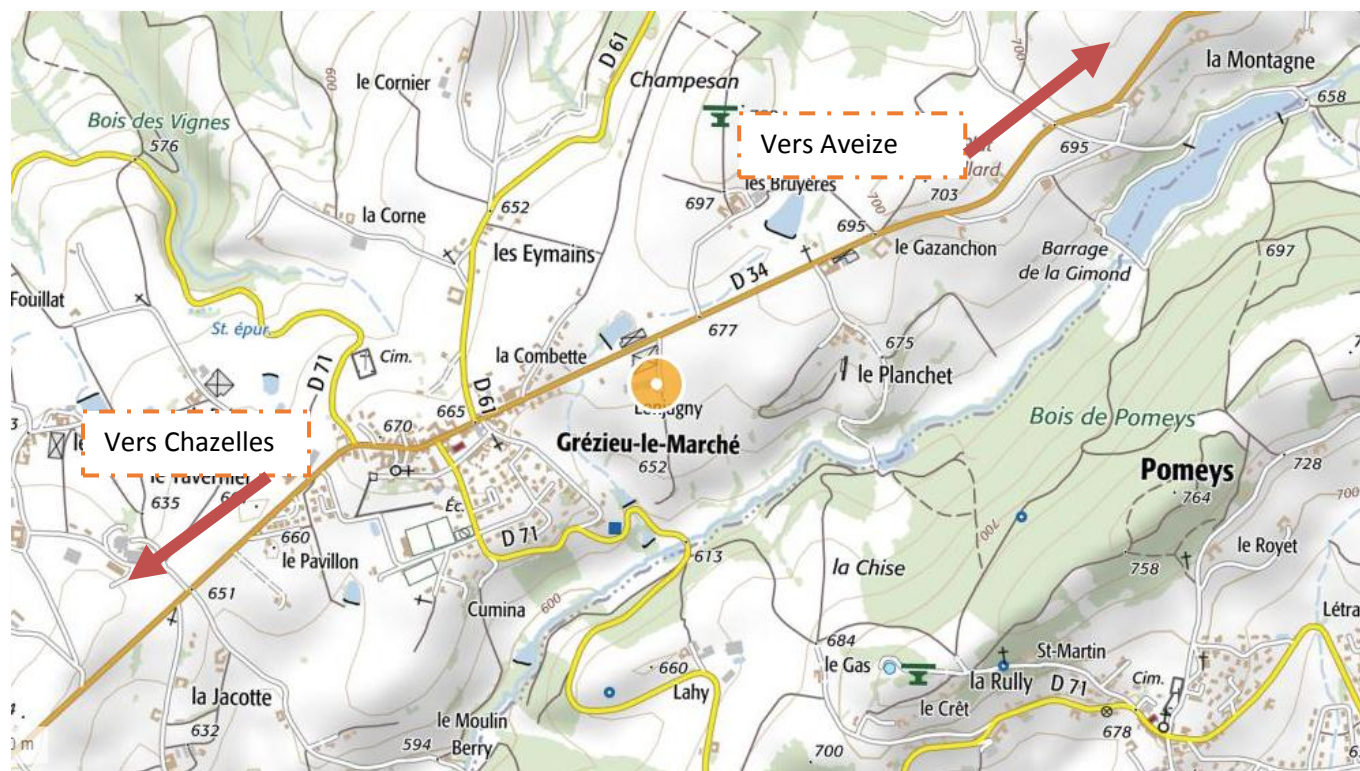 D 61
Champesan
le Cornier
la Montagne
658
Bois des Vignes
576
600
700
Vers Aveize
695
les Bruyères
697
703
700
695
la Corne
652
les Eymains
le Gazanchon
Barrage
de la Gimond
697
D 34
677
Fouillat
St. épur.
Cim.
D 71
la Combette
675
le Planchet
Bois de Pomeys
D 61
665
670
Grézieu-le-Marché
652
Vers Chazelles
635
Éc.
D 71
660
le Pavillon
651
613
Pomeys
764
728
700
700
758
le Royet
la Chise
Cumina
600
684
le Gas
St-Martin
la Rully
D 71
Cim.
le Crêt
678
660
Lahy
la Jacotte
632
le Moulin
Berry
594
700